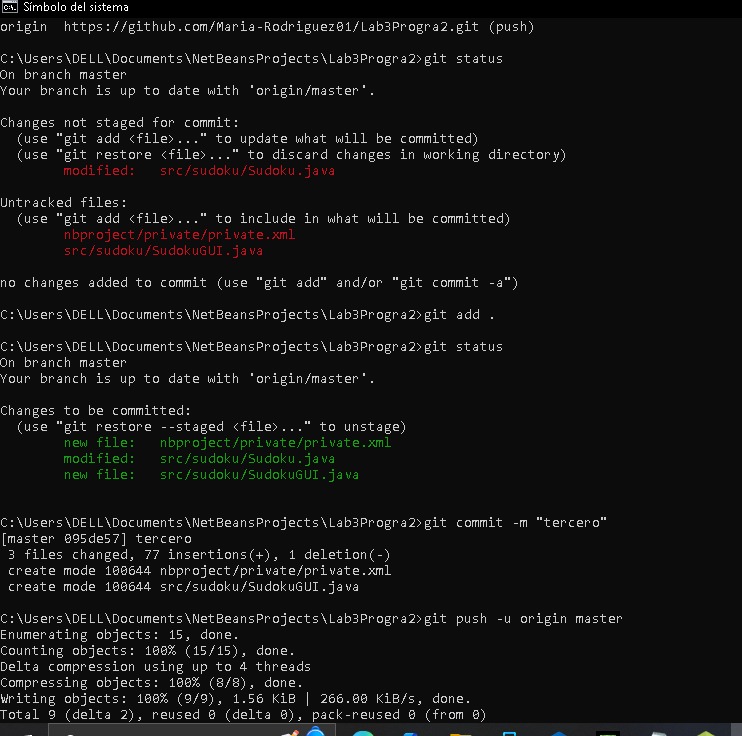 Símbolo del sistema
origin  https://github.com/Maria-Rodriguez01/Lab3Progra2.git (push)
C:\Users\DELL\Documents\NetBeansProjects\Lab3Progra2>git status
On branch master
Your branch is up to date with 'origin/master'.
Changes not staged for commit:
  (use "git add <file>..." to update what will be committed)
  (use "git restore <file>..." to discard changes in working directory)
        modified:   src/sudoku/Sudoku.java
Untracked files:
  (use "git add <file>..." to include in what will be committed)
        nbproject/private/private.xml
        src/sudoku/SudokuGUI.java
no changes added to commit (use "git add" and/or "git commit -a")
C:\Users\DELL\Documents\NetBeansProjects\Lab3Progra2>git add .
C:\Users\DELL\Documents\NetBeansProjects\Lab3Progra2>git status
On branch master
Your branch is up to date with 'origin/master'.
Changes to be committed:
  (use "git restore --staged <file>..." to unstage)
        new file:   nbproject/private/private.xml
        modified:   src/sudoku/Sudoku.java
        new file:   src/sudoku/SudokuGUI.java
C:\Users\DELL\Documents\NetBeansProjects\Lab3Progra2>git commit -m "tercero"
[master 095de57] tercero
 3 files changed, 77 insertions(+), 1 deletion(-)
 create mode 100644 nbproject/private/private.xml
 create mode 100644 src/sudoku/SudokuGUI.java
C:\Users\DELL\Documents\NetBeansProjects\Lab3Progra2>git push -u origin master
Enumerating objects: 15, done.
Counting objects: 100% (15/15), done.
Delta compression using up to 4 threads
Compressing objects: 100% (8/8), done.
Writing objects: 100% (9/9), 1.56 KiB | 266.00 KiB/s, done.
Total 9 (delta 2), reused 0 (delta 0), pack-reused 0 (from 0)